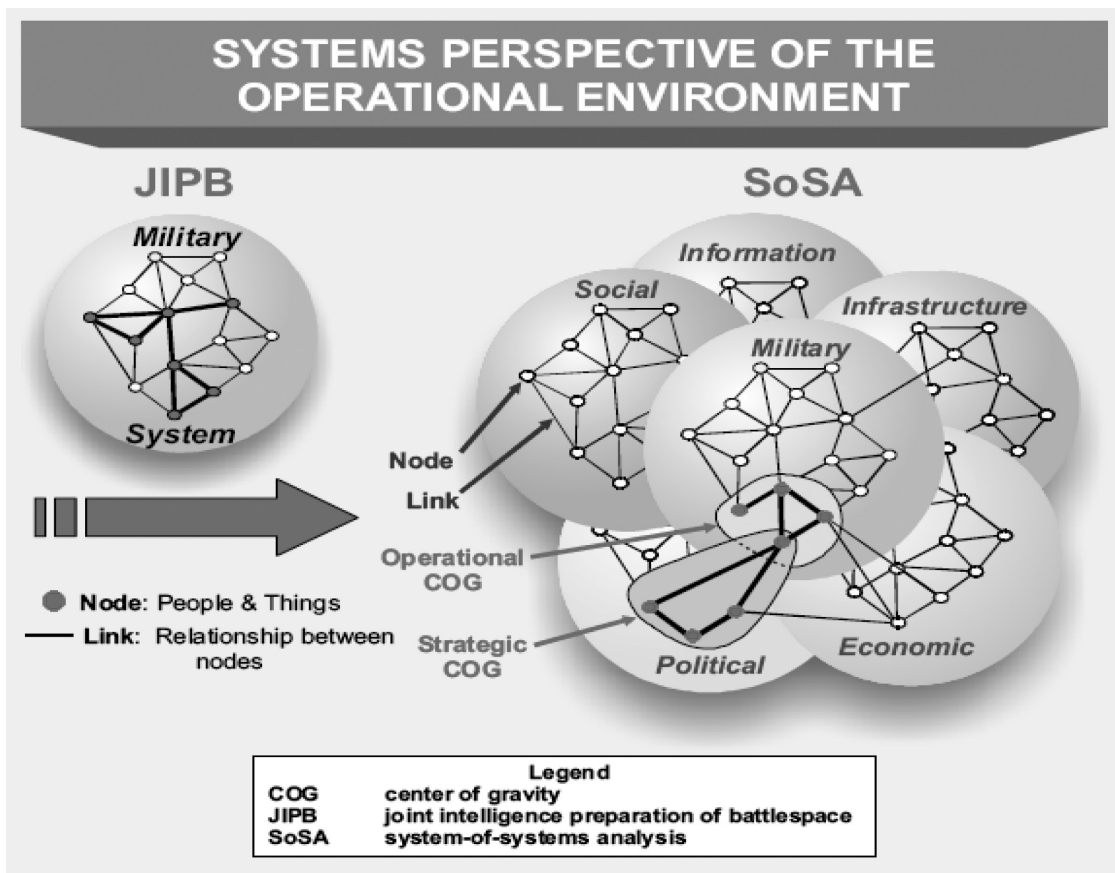 SYSTEMS PERSPECTIVE OF THE
OPERATIONAL ENVIRONMENT
JIPB
SoSA
Military
System
Information
Social
Infrastructure
Military
Node
Link
Operational
COG
Strategic
COG
Political
Economic
Node: People & Things
Link: Relationship between
nodes
Legend
COG center of gravity
JIPB joint intelligence preparation of battlespace
SoSA system-of-systems analysis